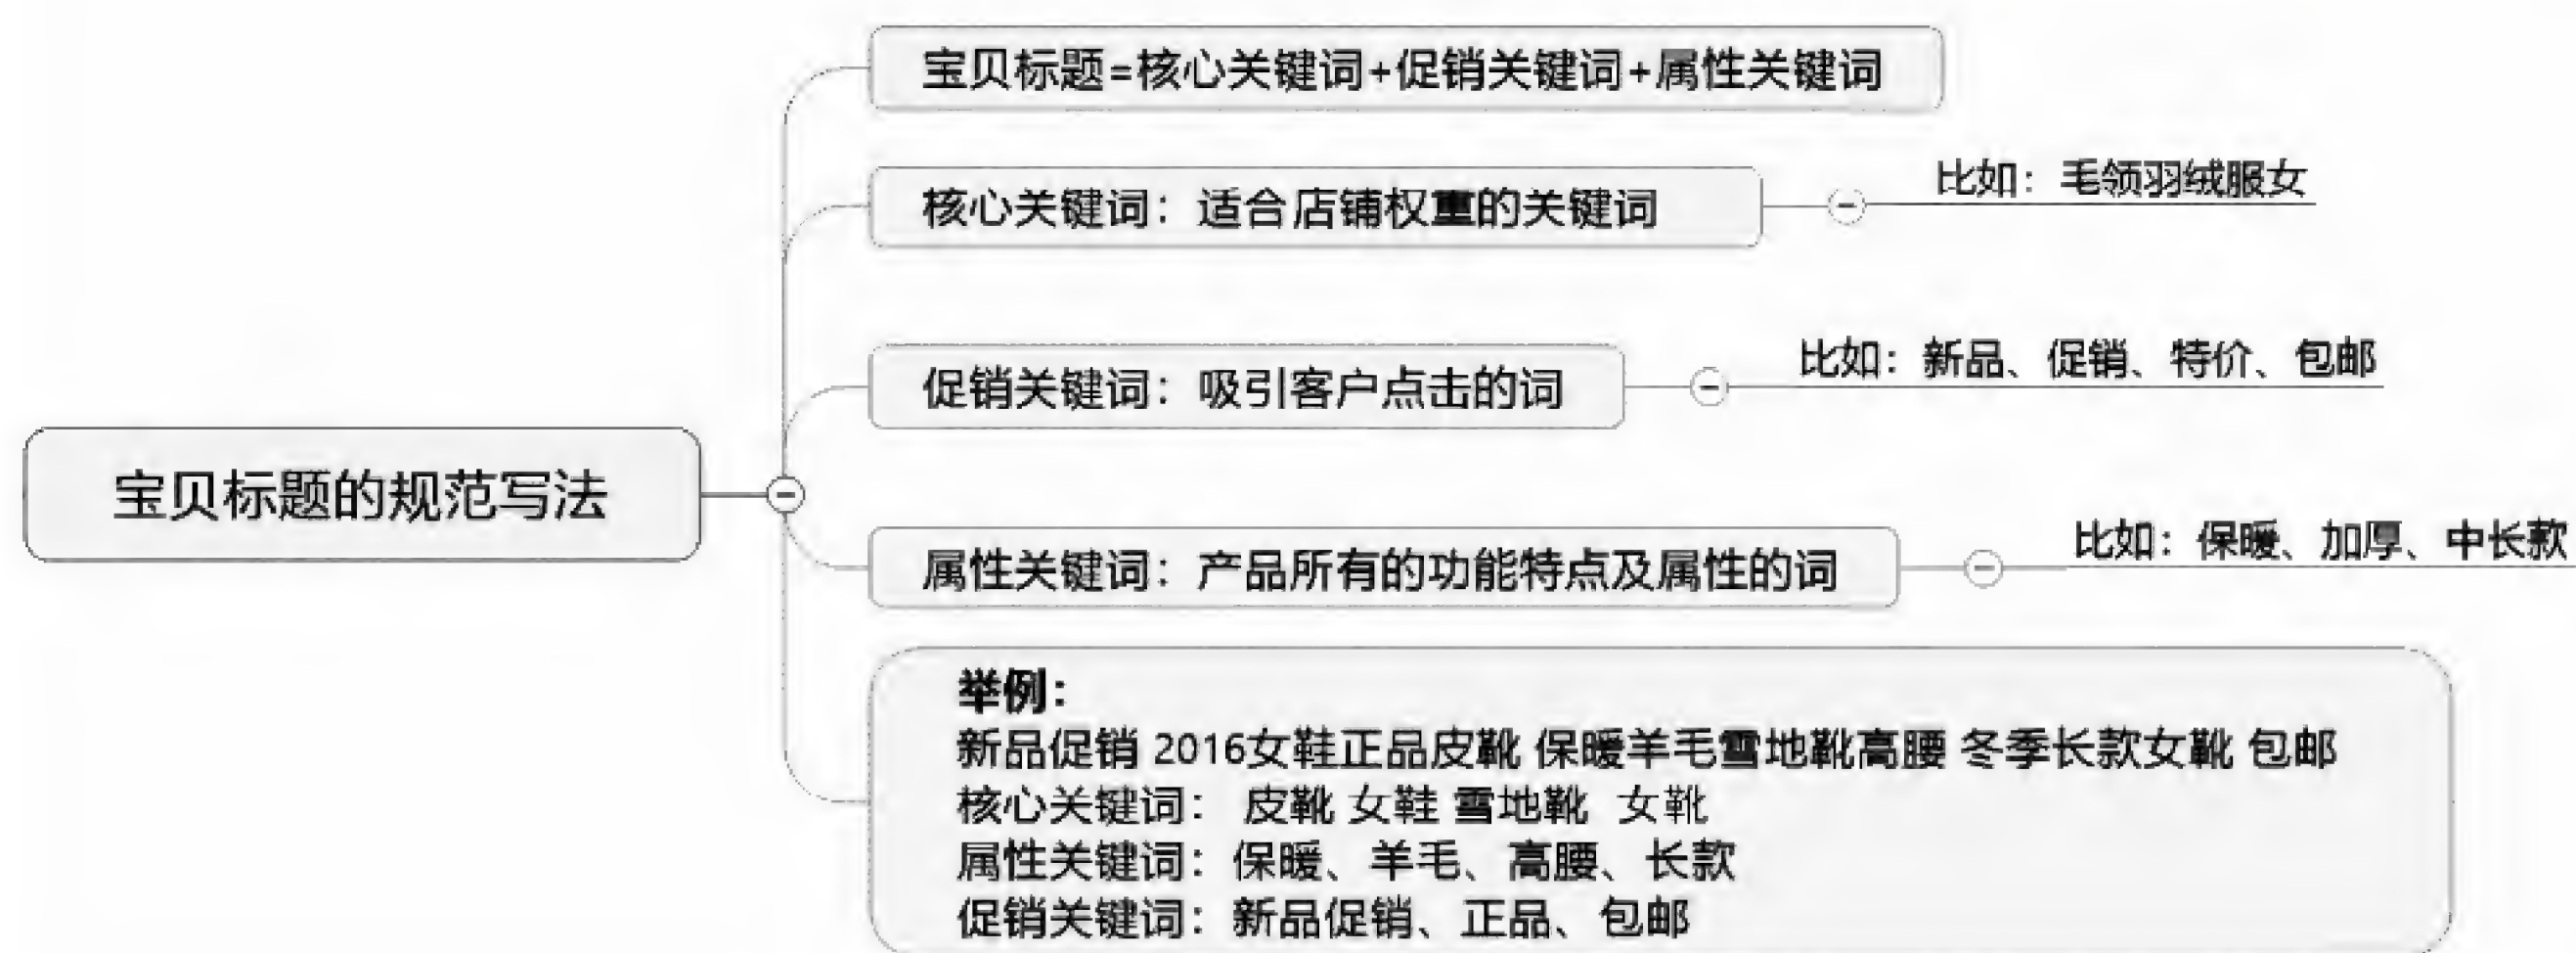 宝贝标题的规范写法
宝贝标题=核心关键词+促销关键词+属性关键词
核心关键词：适合店铺权重的关键词
比如：毛领羽绒服女
促销关键词：吸引客户点击的词
比如：新品、促销、特价、包邮
属性关键词：产品所有的功能特点及属性的词
比如：保暖、加厚、中长款
举例：
新品促销 2016女鞋正品皮靴 保暖羊毛雪地靴高腰 冬季长款女靴 包邮
核心关键词： 皮靴 女鞋 雪地靴 女靴
属性关键词：保暖、羊毛、高腰、长款
促销关键词：新品促销、正品、包邮